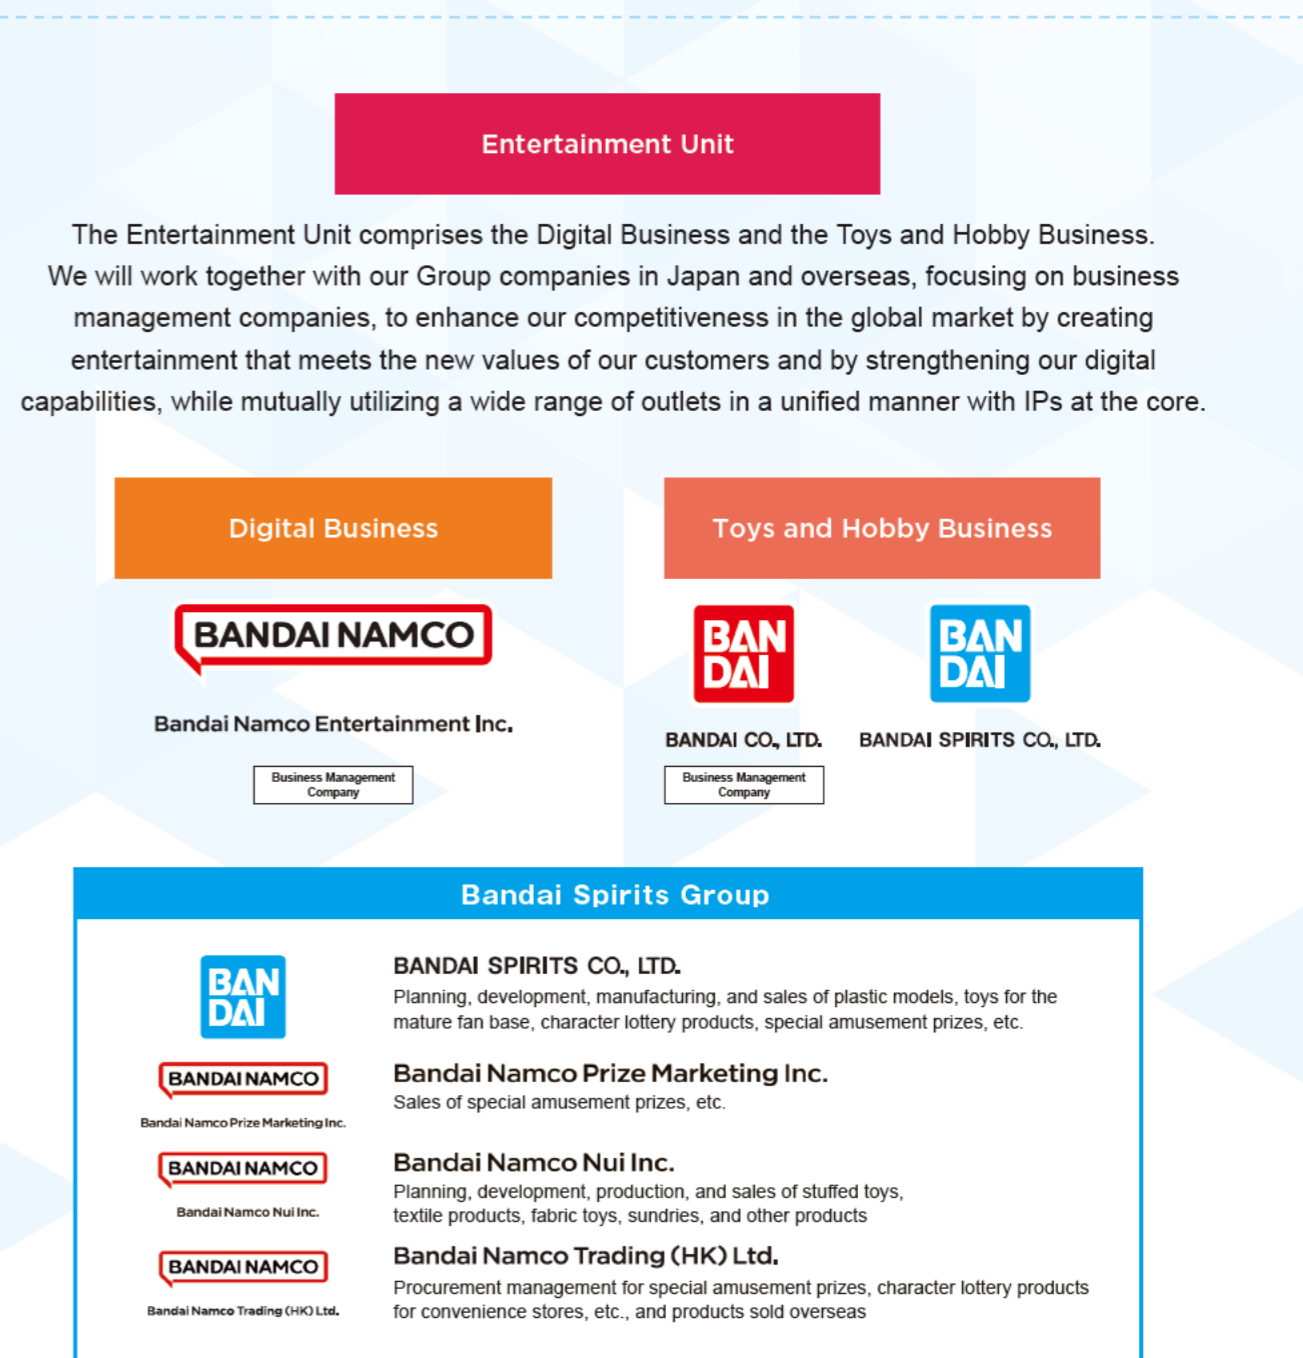 Entertainment Unit
The Entertainment Unit comprises the Digital Business and the Toys and Hobby Business.
We will work together with our Group companies in Japan and overseas, focusing on business
management companies, to enhance our competitiveness in the global market by creating
entertainment that meets the new values of our customers and by strengthening our digital
capabilities, while mutually utilizing a wide range of outlets in a unified manner with IPs at the core.
Digital Business
BANDAI NAMCO
Bandai Namco Entertainment Inc.
Business Management
Company
Toys and Hobby Business
BAN
DAI
BANDAI CO., LTD.
Business Management
Company
BAN
DAI
BANDAI SPIRITS CO., LTD.
Bandai Spirits Group
BAN
DAI
BANDAI SPIRITS CO., LTD.
Planning, development, manufacturing, and sales of plastic models, toys for the
mature fan base, character lottery products, special amusement prizes, etc.
BANDAI NAMCO
Bandai Namco Prize Marketing Inc.
Bandai Namco Prize Marketing Inc.
Sales of special amusement prizes, etc.
BANDAI NAMCO
Bandai Namco Nui Inc.
Bandai Namco Nui Inc.
Planning, development, production, and sales of stuffed toys,
textile products, fabric toys, sundries, and other products
BANDAI NAMCO
Bandai Namco Trading (HK) Ltd.
Bandai Namco Trading (HK) Ltd.
Procurement management for special amusement prizes, character lottery products
for convenience stores, etc., and products sold overseas